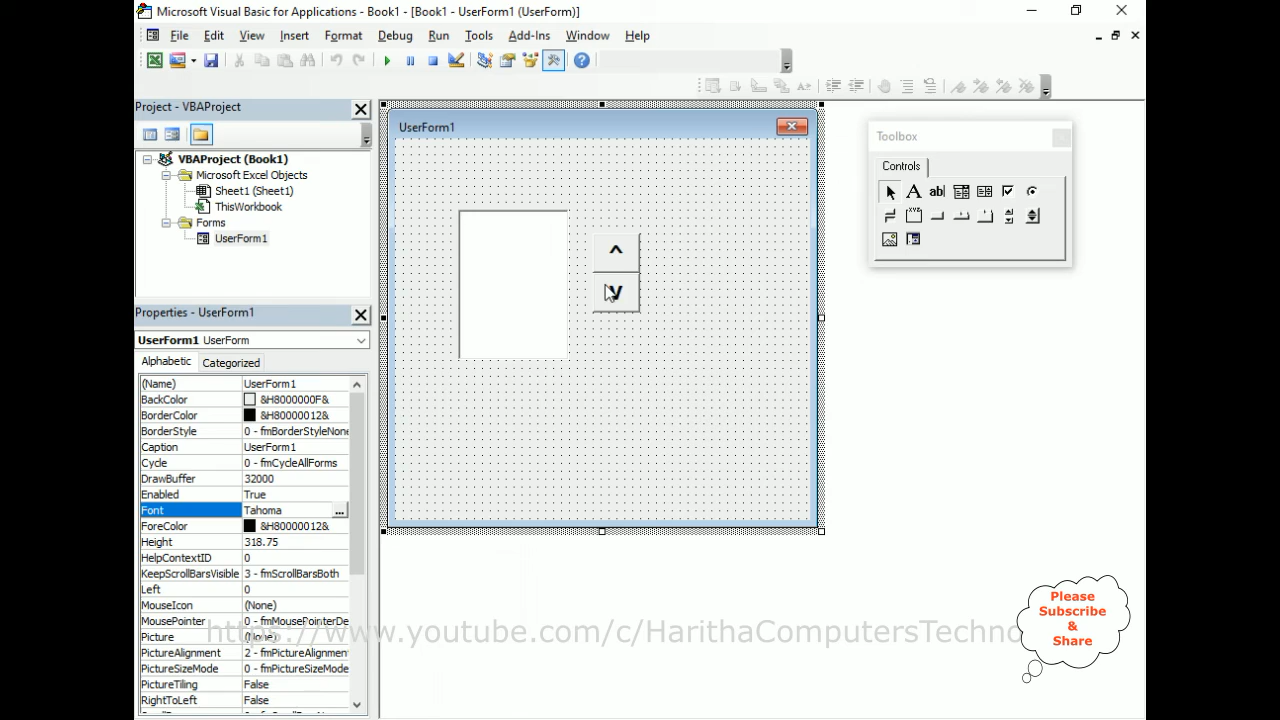 Microsoft Visual Basic for Applications - Book1 - [Book1 - UserForm1 (UserForm)]
File Edit View Insert Format Debug Run Tools Add-Ins Window Help
Project - VBAProject
VBAProject (Book1)
Microsoft Excel Objects
Sheet1 (Sheet1)
ThisWorkbook
Forms
UserForm1
Properties - UserForm1
UserForm1 UserForm
Alphabetic Categorized
(Name) UserForm1
BackColor &H8000000F&
BorderColor &H80000012&
BorderStyle 0 - fmBorderStyleNone
Caption UserForm1
Cycle 0 - fmCycleAllForms
DrawBuffer 32000
Enabled True
Font Tahoma ...
ForeColor &H80000012&
Height 318.75
HelpContextID 0
KeepScrollBarsVisible 3 - fmScrollBarsBoth
Left 0
MouseIcon (None)
MousePointer 0 - fmMousePointerDe
Picture (None)
PictureAlignment 2 - fmPictureAlignment
PictureSizeMode 0 - fmPictureSizeMode
PictureTiling False
RightToLeft False
UserForm1
^
v
Toolbox
Controls
A ab|
https://www.youtube.com/c/HarithaComputersTechno
Please
Subscribe
&
Share